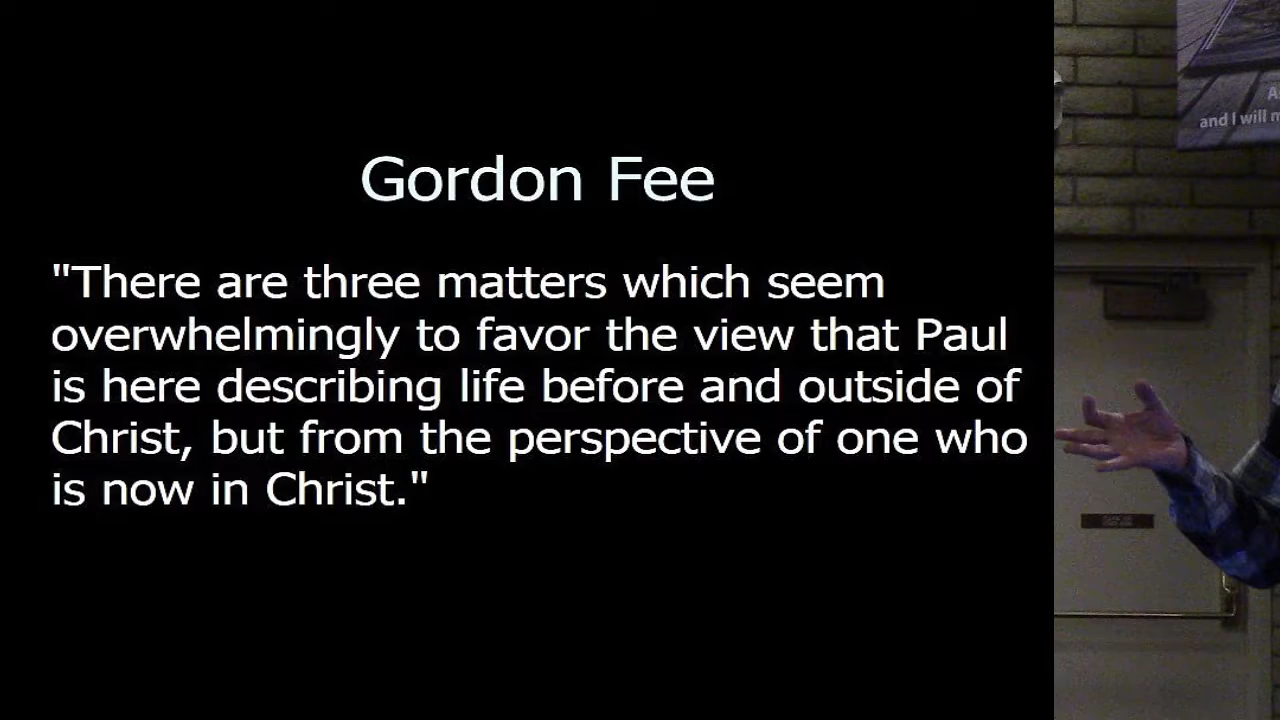 Gordon Fee
"There are three matters which seem
overwhelmingly to favor the view that Paul
is here describing life before and outside of
Christ, but from the perspective of one who
is now in Christ."
and I will